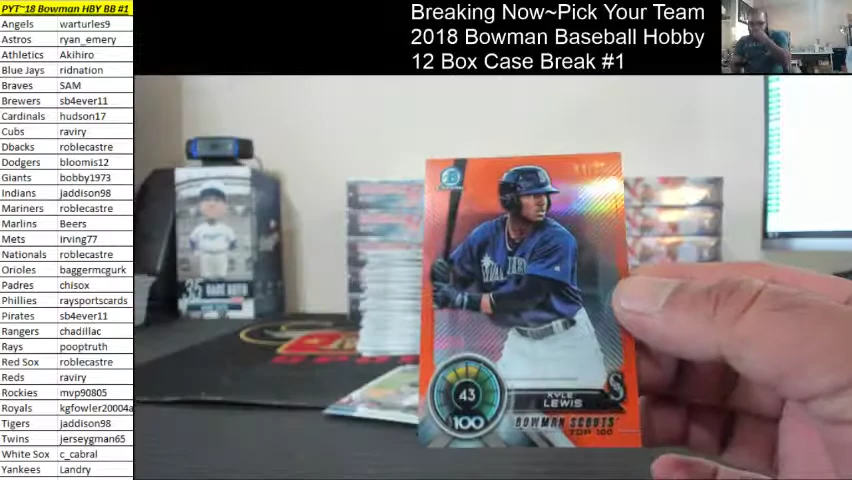 PYT~18 Bowman HBY BB #1
Angels warturles9
Astros ryan_emery
Athletics Akihiro
Blue Jays ridnation
Braves SAM
Brewers sb4ever11
Cardinals hudson17
Cubs raviry
Dbacks roblecastre
Dodgers bloomis12
Giants bobby1973
Indians jaddison98
Mariners roblecastre
Marlins Beers
Mets irving77
Nationals roblecastre
Orioles baggermcgurk
Padres chisox
Phillies raysportscards
Pirates sb4ever11
Rangers chadillac
Rays pooptruth
Red Sox roblecastre
Reds raviry
Rockies mvp90805
Royals kgfowler20004a
Tigers jaddison98
Twins jerseygman65
White Sox c_cabral
Yankees Landry
Breaking Now~Pick Your Team
2018 Bowman Baseball Hobby
12 Box Case Break #1
35 BABE RUTH
43
100
KYLE
LEWIS
BOWMAN SCOUTS'
TOP 100